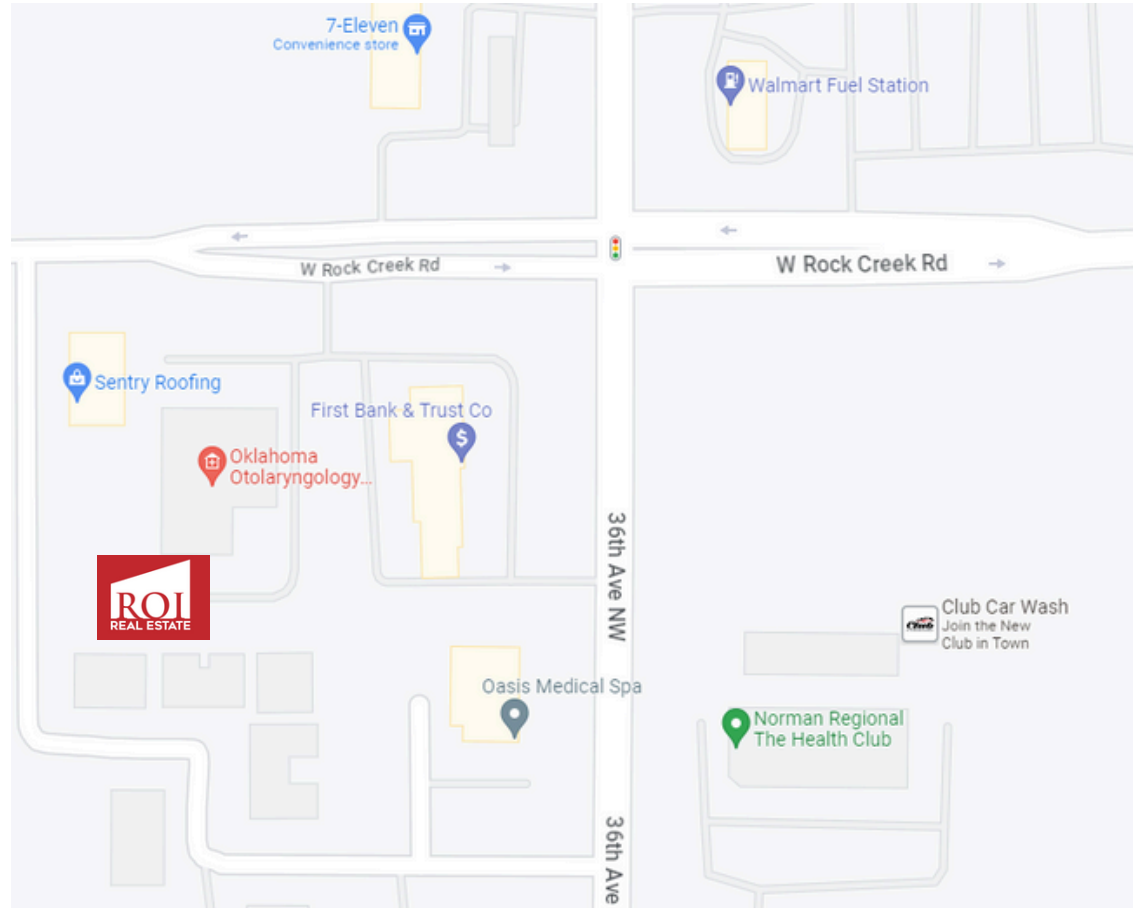 7-Eleven
Convenience store
Walmart Fuel Station
W Rock Creek Rd
W Rock Creek Rd
Sentry Roofing
First Bank & Trust Co
$
Oklahoma
Otolaryngology...
36th Ave NW
ROI
REAL ESTATE
Club
Club Car Wash
Join the New
Club in Town
Oasis Medical Spa
Norman Regional
The Health Club
36th Ave